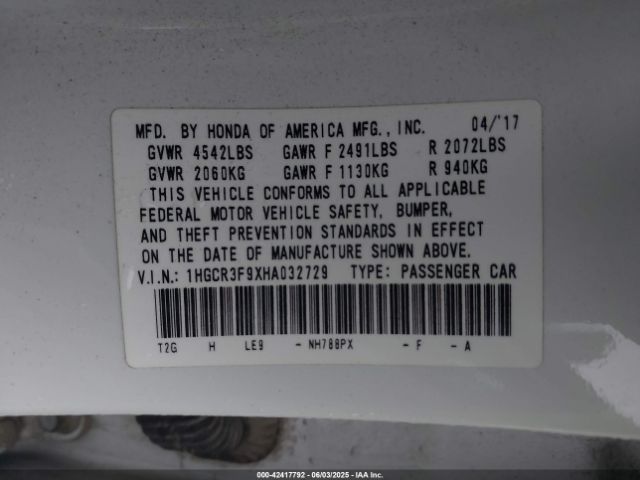 MFD. BY HONDA OF AMERICA MFG., INC. 04/'17
GVWR 4542LBS GAWR F 2491LBS R 2072LBS
GVWR 2060KG GAWR F 1130KG R 940KG
THIS VEHICLE CONFORMS TO ALL APPLICABLE
FEDERAL MOTOR VEHICLE SAFETY, BUMPER,
AND THEFT PREVENTION STANDARDS IN EFFECT
ON THE DATE OF MANUFACTURE SHOWN ABOVE.
V.I.N.: 1HGCR3F9XHA032729 TYPE: PASSENGER CAR
T2G H LE9 - NH788PX - F - A
000-42417792 - 06/03/2025 - IAA Inc.